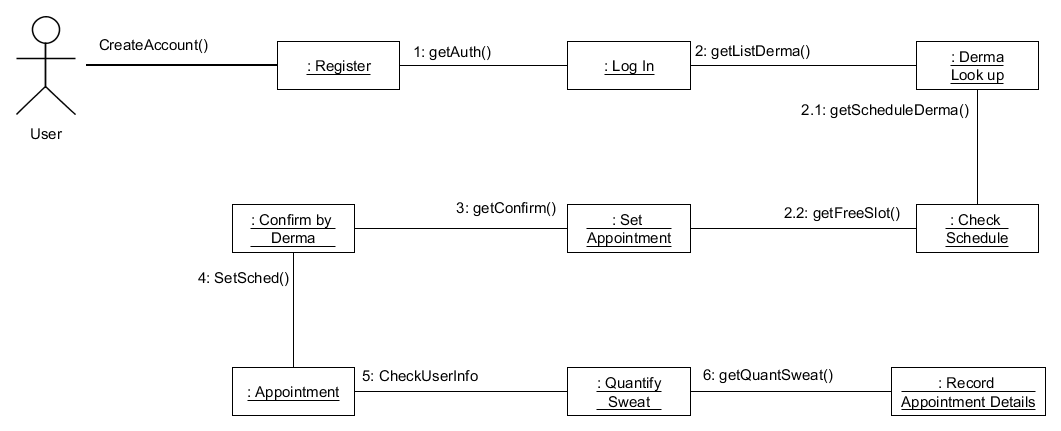 CreateAccount()
: Register
1: getAuth()
: Log In
2: getListDerma()
: Derma
Look up
User
2.1: getScheduleDerma()
: Confirm by
Derma
3: getConfirm()
: Set
Appointment
2.2: getFreeSlot()
: Check
Schedule
4: SetSched()
: Appointment
5: CheckUserInfo
: Quantify
Sweat
6: getQuantSweat()
: Record
Appointment Details